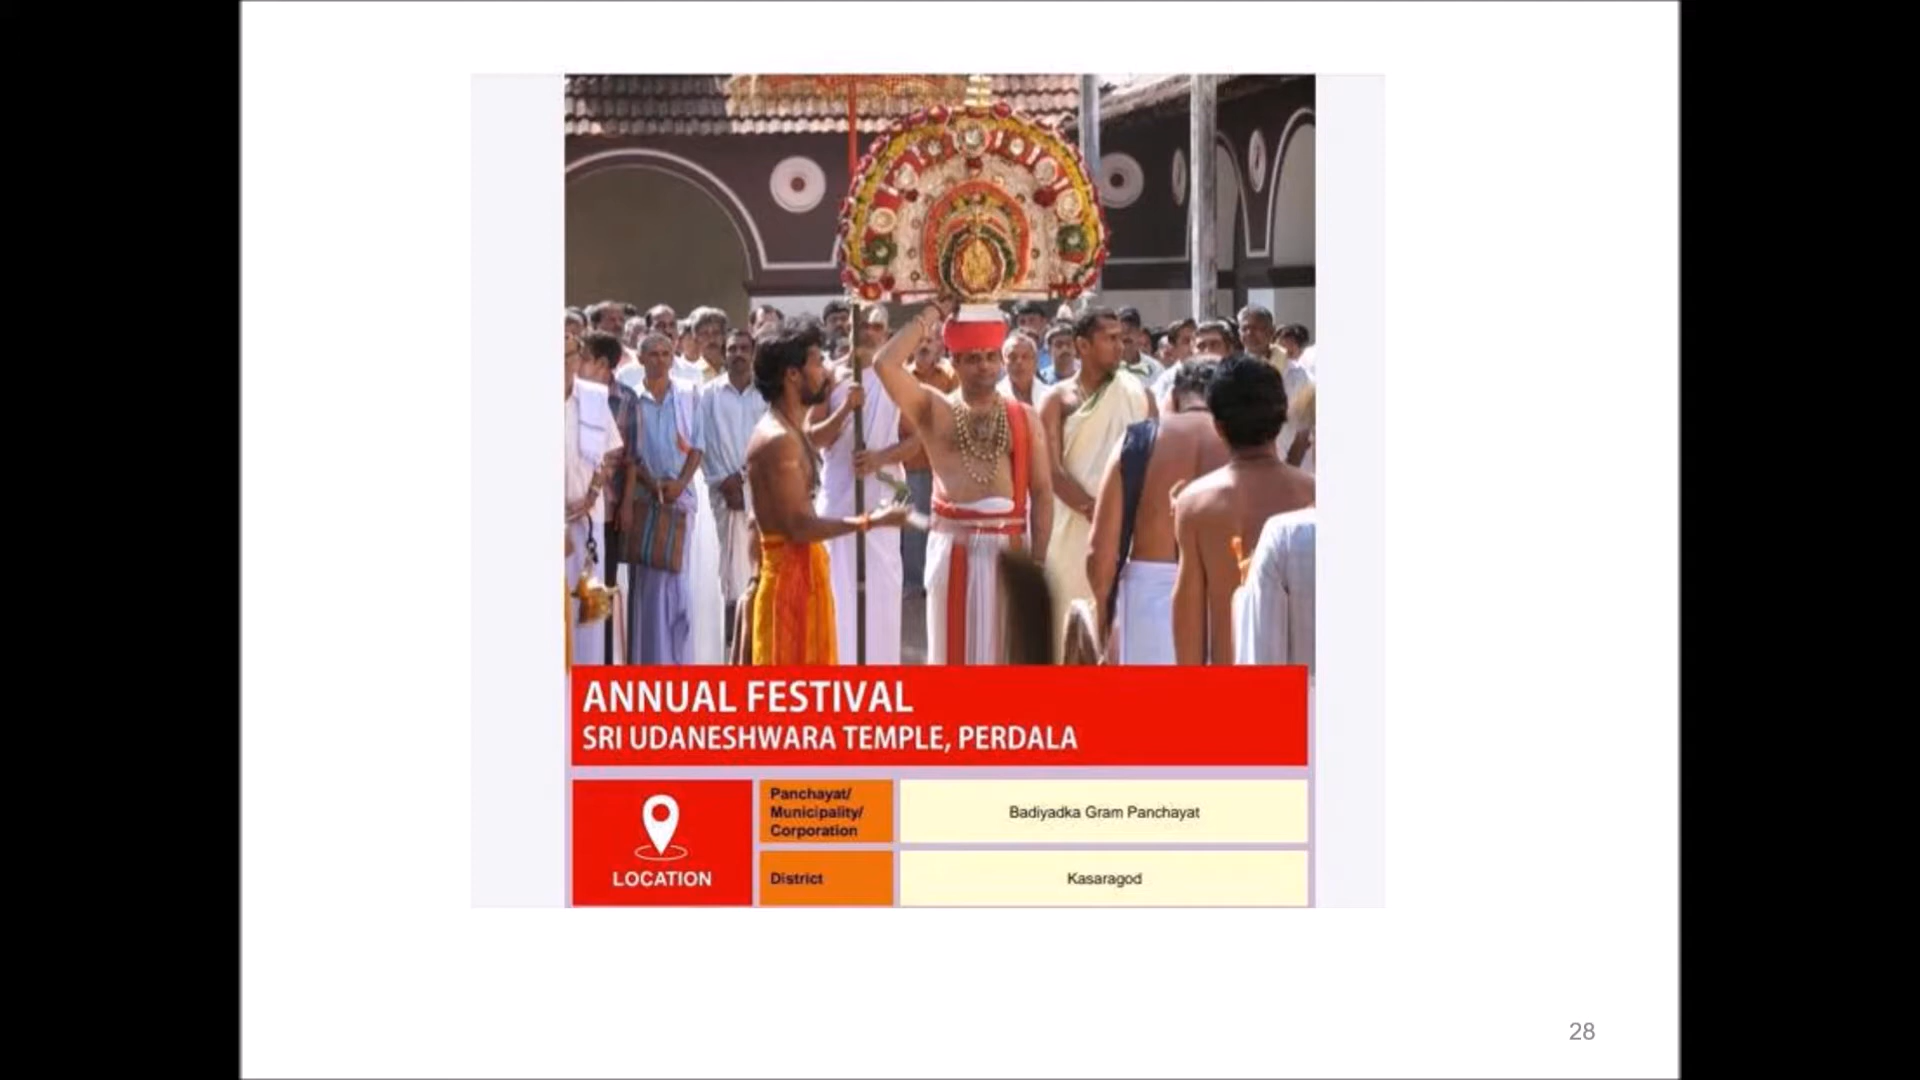 ANNUAL FESTIVAL
SRI UDANESHWARA TEMPLE, PERDALA
LOCATION
Panchayat/
Municipality/
Corporation
Badiyadka Gram Panchayat
District
Kasaragod
28